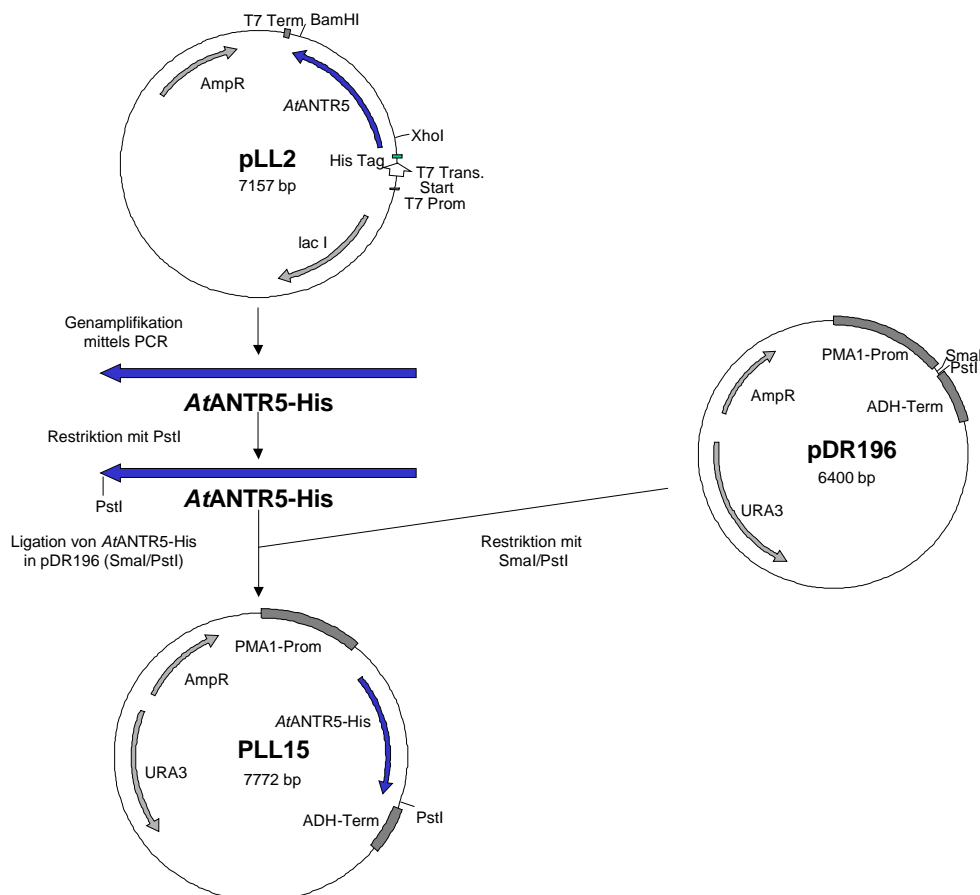 T7 Term
BamHI
AmpR
AtANTR5
XhoI
pLL2
7157 bp
His Tag
T7 Trans.
Start
T7 Prom
lac I
Genamplifikation
mittels PCR
AtANTR5-His
Restriktion mit PstI
AtANTR5-His
PstI
Ligation von AtANTR5-His
in pDR196 (SmaI/PstI)
Restriktion mit
SmaI/PstI
PMA1-Prom
SmaI
PstI
AmpR
ADH-Term
pDR196
6400 bp
URA3
PMA1-Prom
AmpR
AtANTR5-His
PLL15
7772 bp
URA3
ADH-Term
PstI